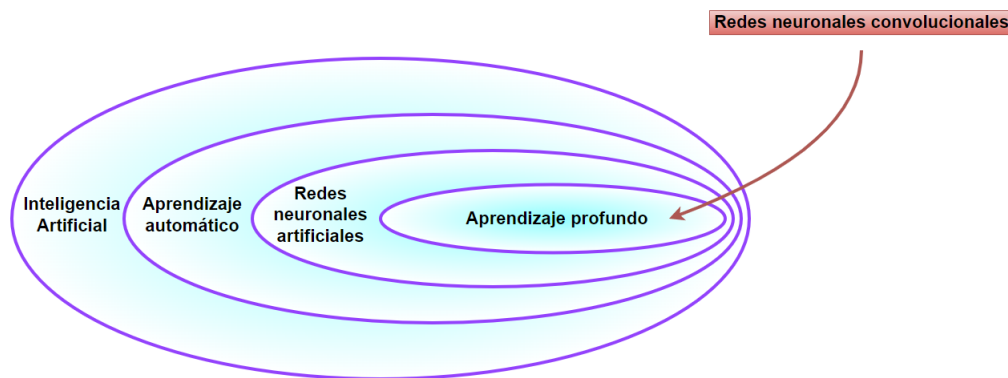 Redes neuronales convolucionales
Inteligencia
Artificial
Aprendizaje
automático
Redes
neuronales
artificiales
Aprendizaje profundo